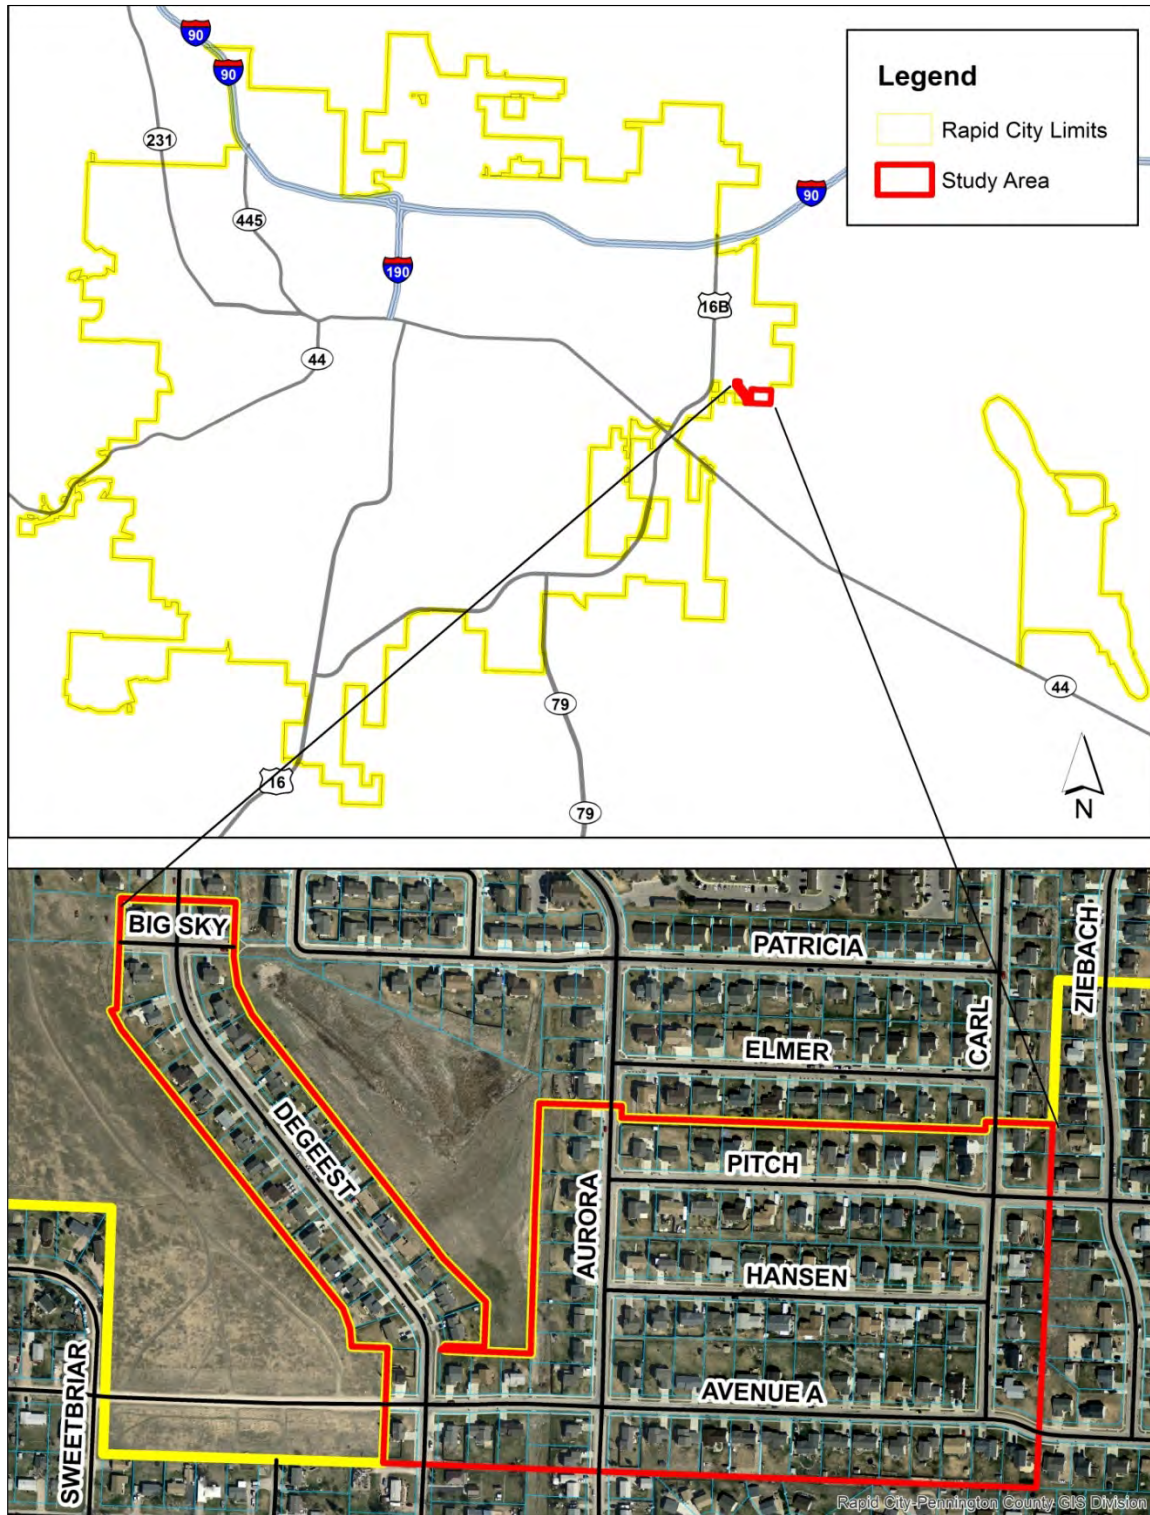 90
90
Legend
Rapid City Limits
Study Area
231
90
445
190
16B
44
44
79
16
79
N
BIG SKY
PATRICIA
ZIEBACH
CARL
ELMER
DEGEEST
PITCH
AURORA
HANSEN
AVENUE A
SWEETBRIAR
Rapid City-Pennington County GIS Division